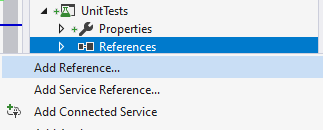 UnitTests
Properties
References
Add Reference...
Add Service Reference...
Add Connected Service